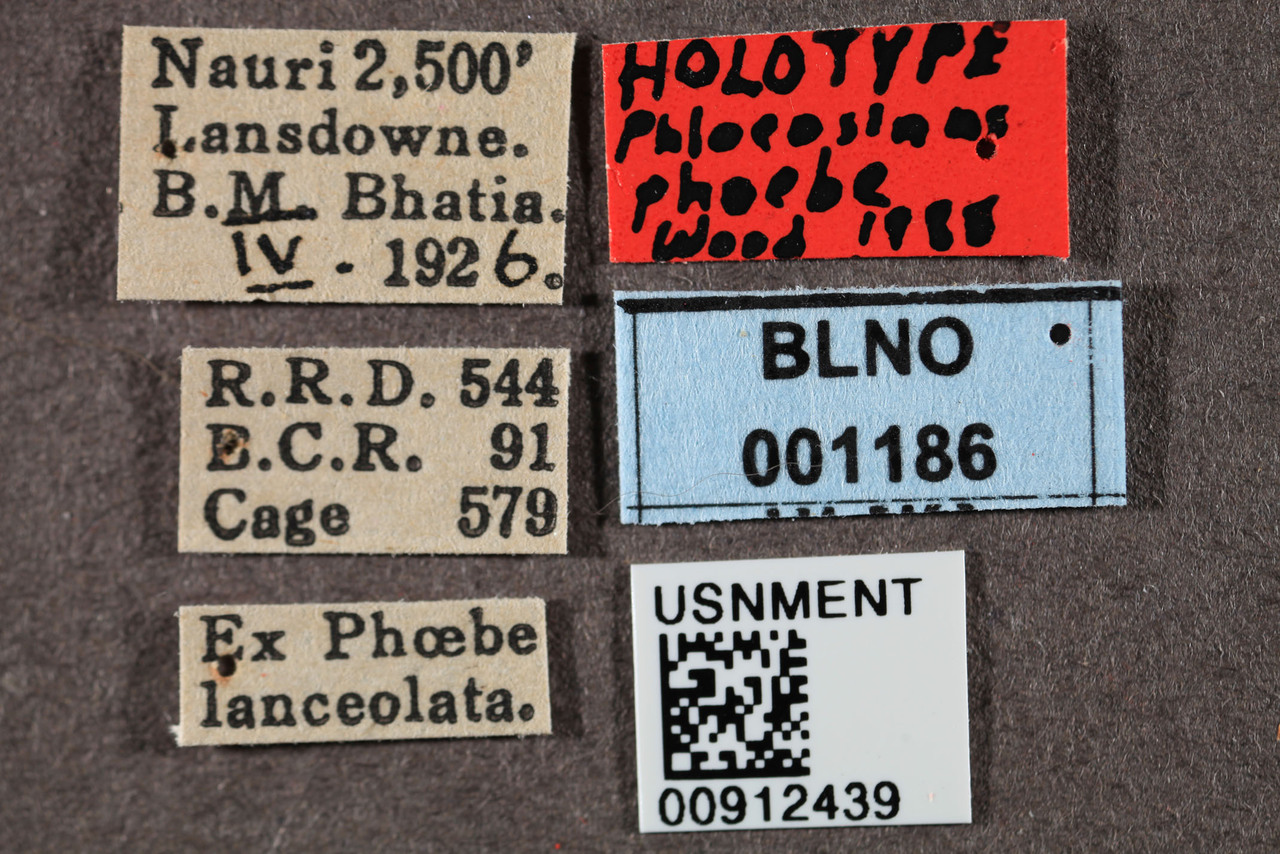 Nauri 2,500'
Lansdowne.
B.M. Bhatia.
IV. 1926.
R.R.D. 544
B.C.R. 91
Cage 579
Ex Phœbe
lanceolata.
HOLOTYPE
Phloeosinus
phoebe
Wood 1988
BLNO
001186
USNMENT
00912439